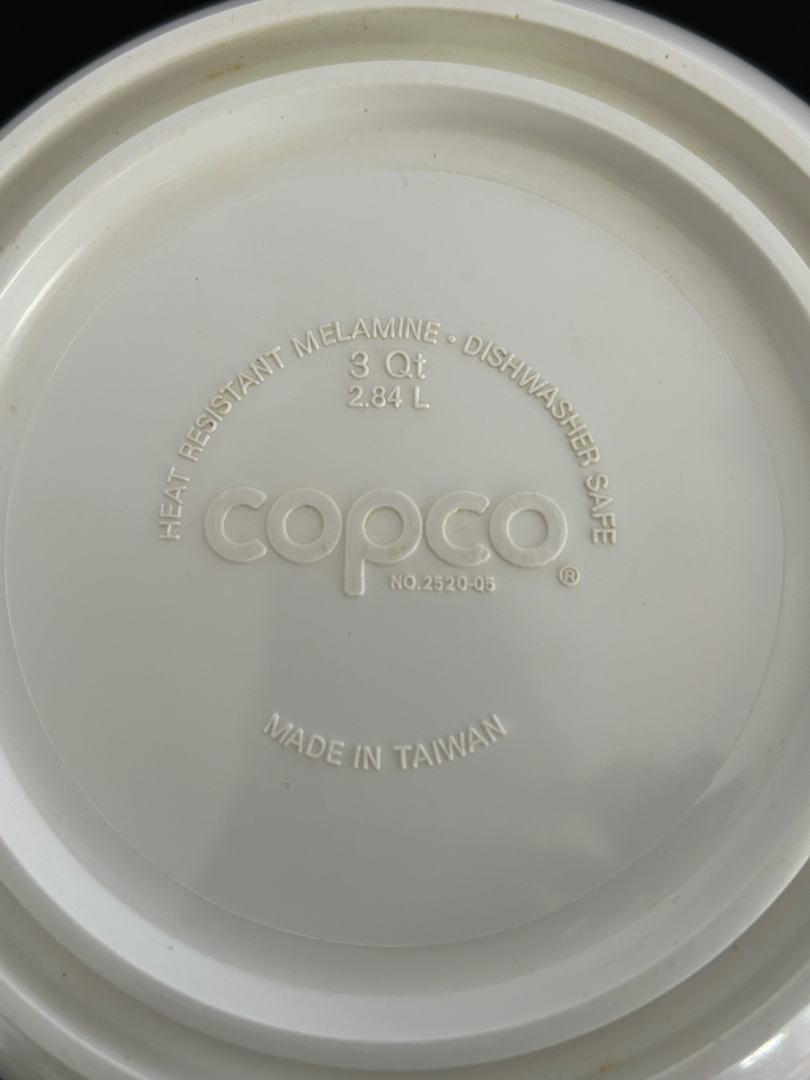 HEAT RESISTANT MELAMINE • DISHWASHER SAFE
3 Qt
2.84 L
copco®
NO.2520-05
MADE IN TAIWAN